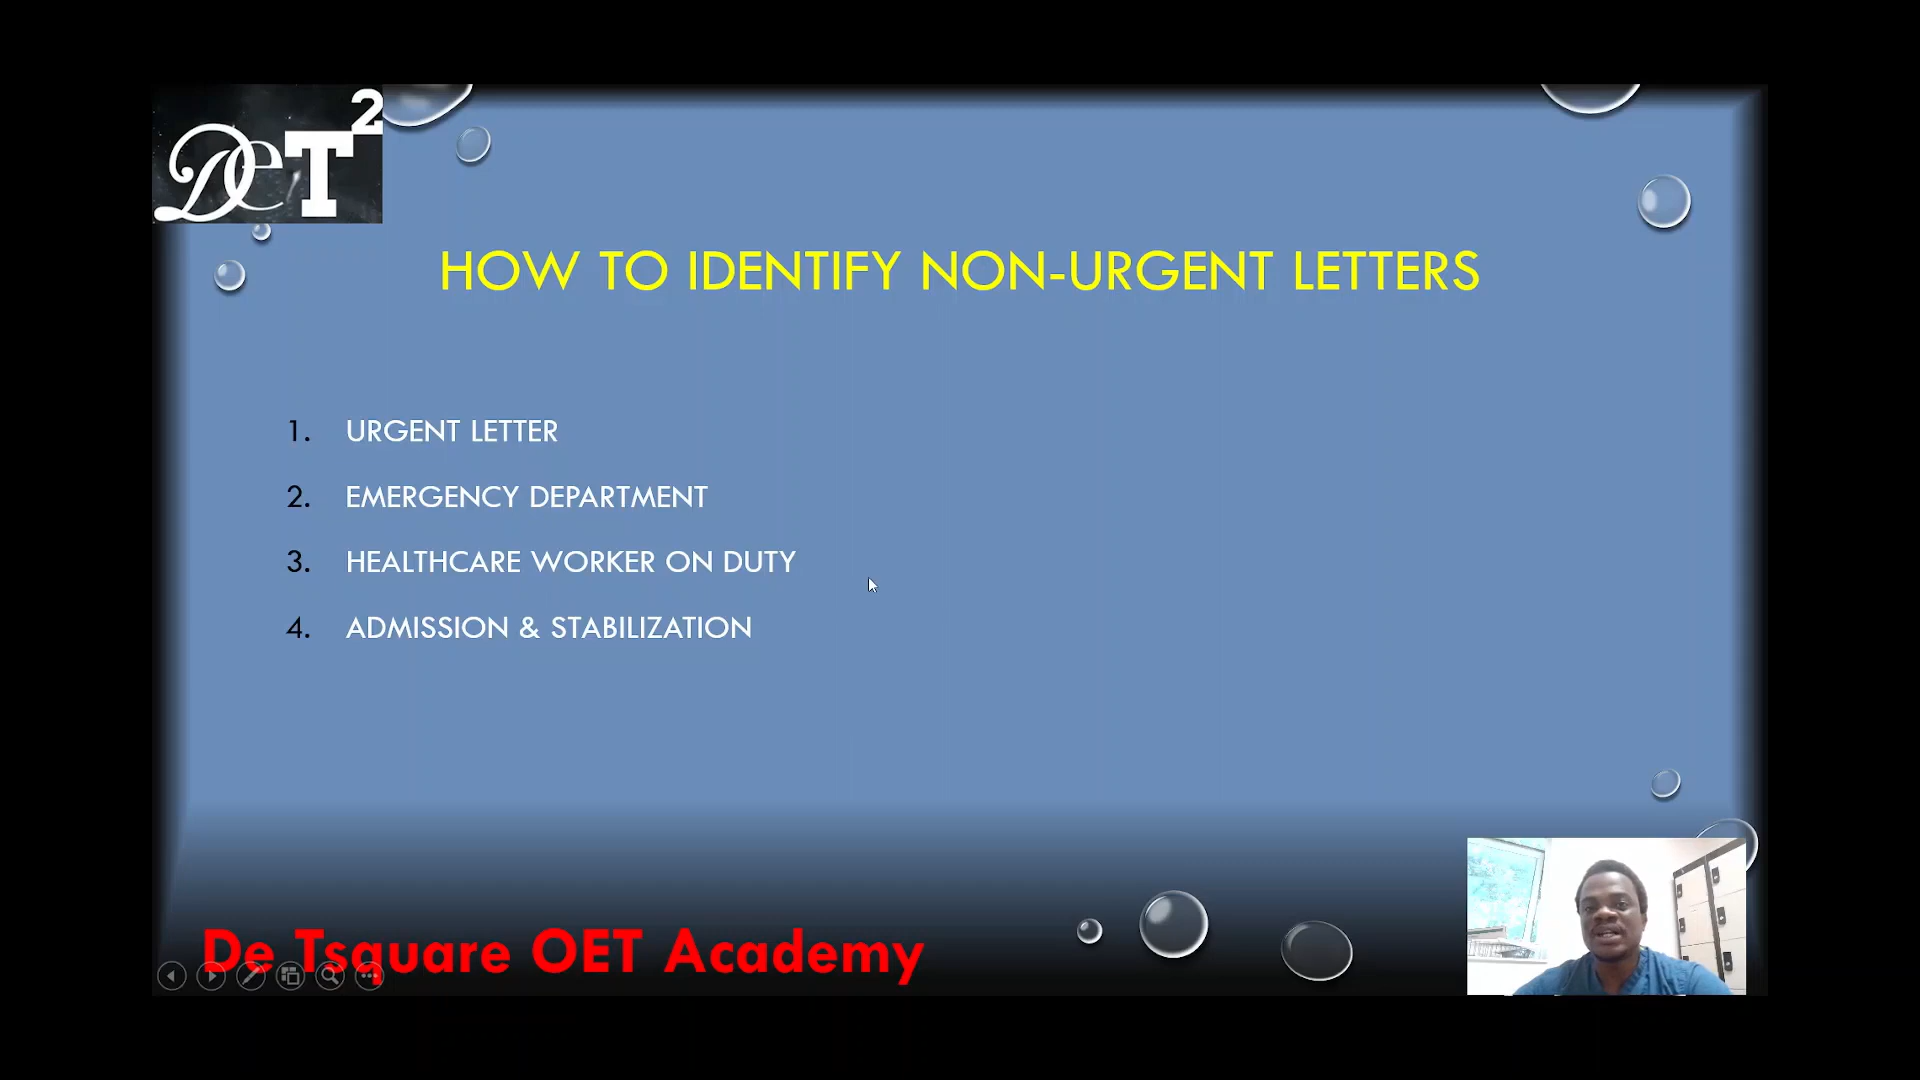 DeT²
HOW TO IDENTIFY NON-URGENT LETTERS
1. URGENT LETTER
2. EMERGENCY DEPARTMENT
3. HEALTHCARE WORKER ON DUTY
4. ADMISSION & STABILIZATION
De Tsquare OET Academy